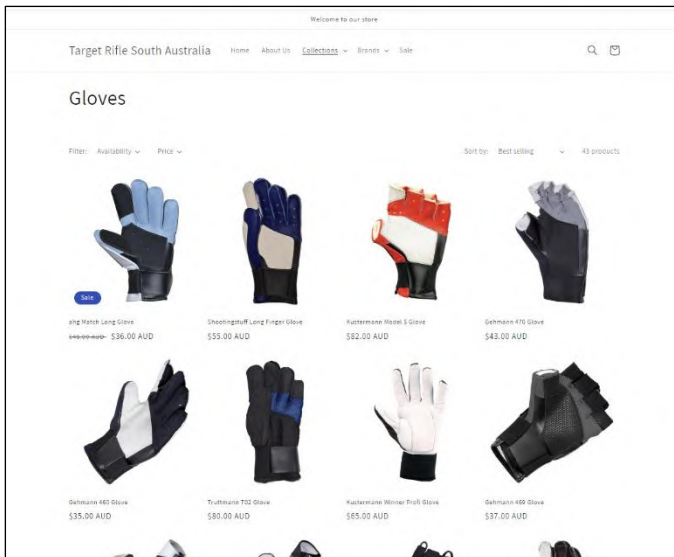 Welcome to our store
Target Rifle South Australia Home About Us Collections Brands Sale
Gloves
Filter: Availability Price Sort by: Best selling 43 products
Sale
ahg Match Long Glove Shootingstuff Long Finger Glove Kustermann Model S Glove Gehmann 470 Glove
$36.00 AUD $55.00 AUD $82.00 AUD $43.00 AUD
Gehmann 460 Glove Truttmann T02 Glove Kustermann Winner Profi Glove Gehmann 469 Glove
$35.00 AUD $80.00 AUD $65.00 AUD $37.00 AUD